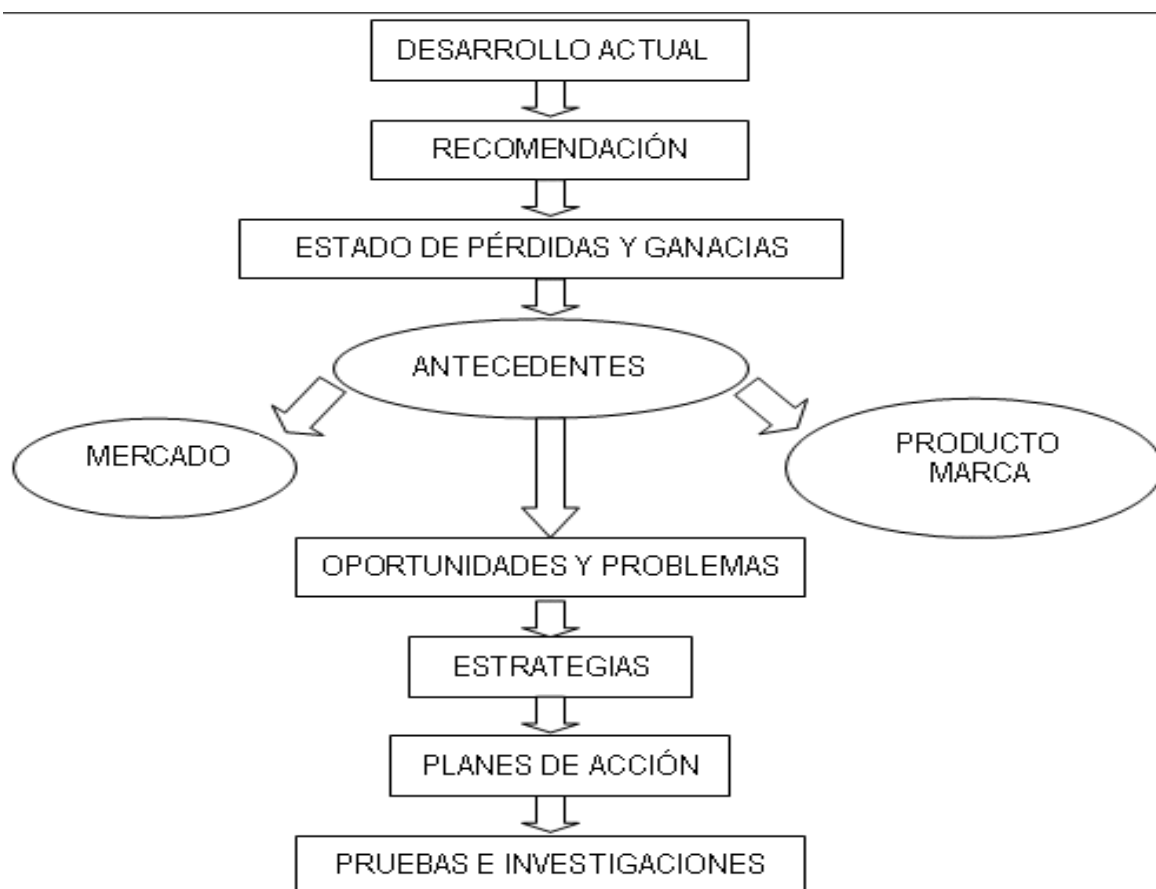 DESARROLLO ACTUAL
RECOMENDACIÓN
ESTADO DE PÉRDIDAS Y GANACIAS
ANTECEDENTES
MERCADO
PRODUCTO
MARCA
OPORTUNIDADES Y PROBLEMAS
ESTRATEGIAS
PLANES DE ACCIÓN
PRUEBAS E INVESTIGACIONES